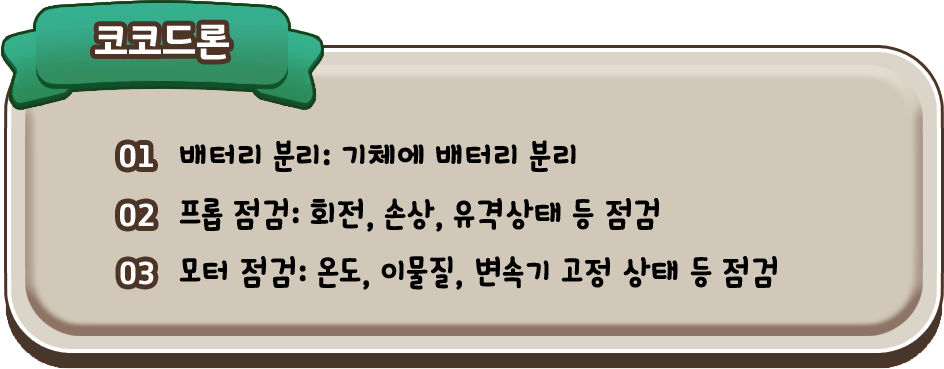 코코드론
01 배터리 분리: 기체에 배터리 분리
02 프롭 점검: 회전, 손상, 유격상태 등 점검
03 모터 점검: 온도, 이물질, 변속기 고정 상태 등 점검